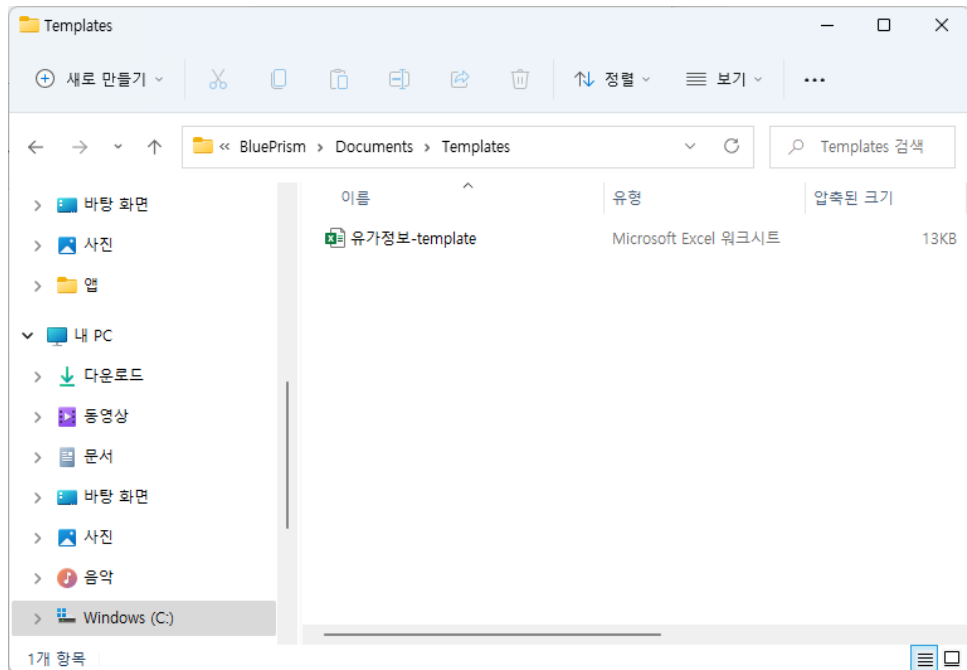 Templates
새로 만들기
정렬
보기
« BluePrism > Documents > Templates
Templates 검색
바탕 화면
사진
앱
내 PC
다운로드
동영상
문서
바탕 화면
사진
음악
Windows (C:)
이름 유형 압축된 크기
유가정보-template Microsoft Excel 워크시트 13KB
1개 항목